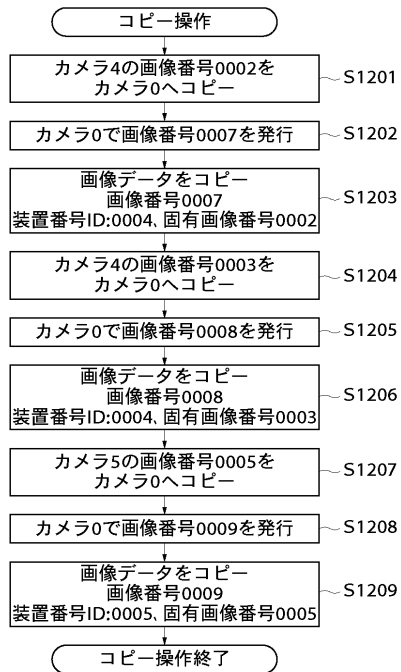 コピー操作
カメラ4の画像番号0002を
カメラ0へコピー
S1201
カメラ0で画像番号0007を発行
S1202
画像データをコピー
画像番号0007
装置番号ID:0004、固有画像番号0002
S1203
カメラ4の画像番号0003を
カメラ0へコピー
S1204
カメラ0で画像番号0008を発行
S1205
画像データをコピー
画像番号0008
装置番号ID:0004、固有画像番号0003
S1206
カメラ5の画像番号0005を
カメラ0へコピー
S1207
カメラ0で画像番号0009を発行
S1208
画像データをコピー
画像番号0009
装置番号ID:0005、固有画像番号0005
S1209
コピー操作終了